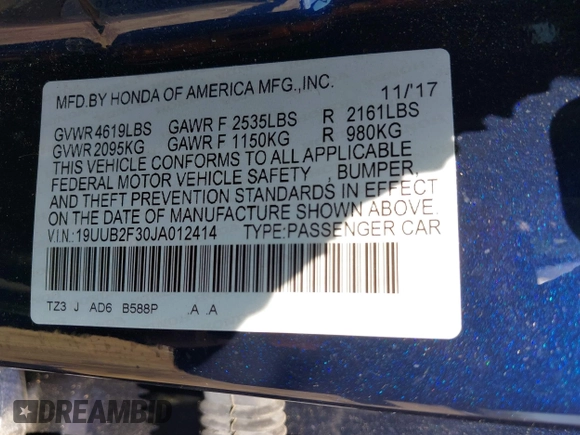 MFD.BY HONDA OF AMERICA MFG.,INC. 11/'17
GVWR 4619LBS GAWR F 2535LBS R 2161LBS
GVWR 2095KG GAWR F 1150KG R 980KG
THIS VEHICLE CONFORMS TO ALL APPLICABLE
FEDERAL MOTOR VEHICLE SAFETY , BUMPER,
AND THEFT PREVENTION STANDARDS IN EFFECT
ON THE DATE OF MANUFACTURE SHOWN ABOVE.
V.I.N.:19UUB2F30JA012414 TYPE:PASSENGER CAR
TZ3 J AD6 B588P .A .A
DREAMBID